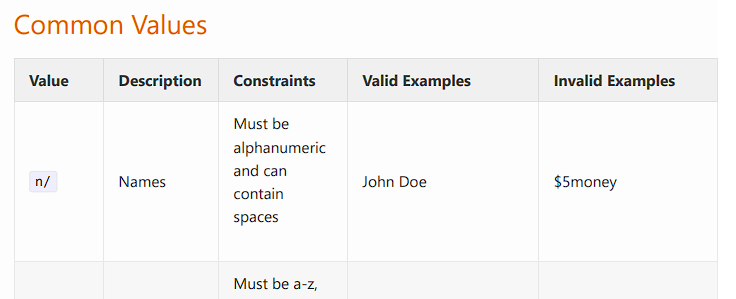 Common Values
Value Description Constraints Valid Examples Invalid Examples
n/ Names Must be alphanumeric and can contain spaces John Doe $5money
Must be a-z,